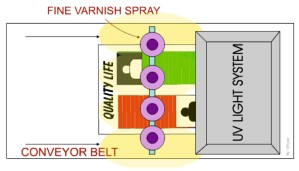 FINE VARNISH SPRAY
QUALITY LIFE
UV LIGHT SYSTEM
CONVEYOR BELT